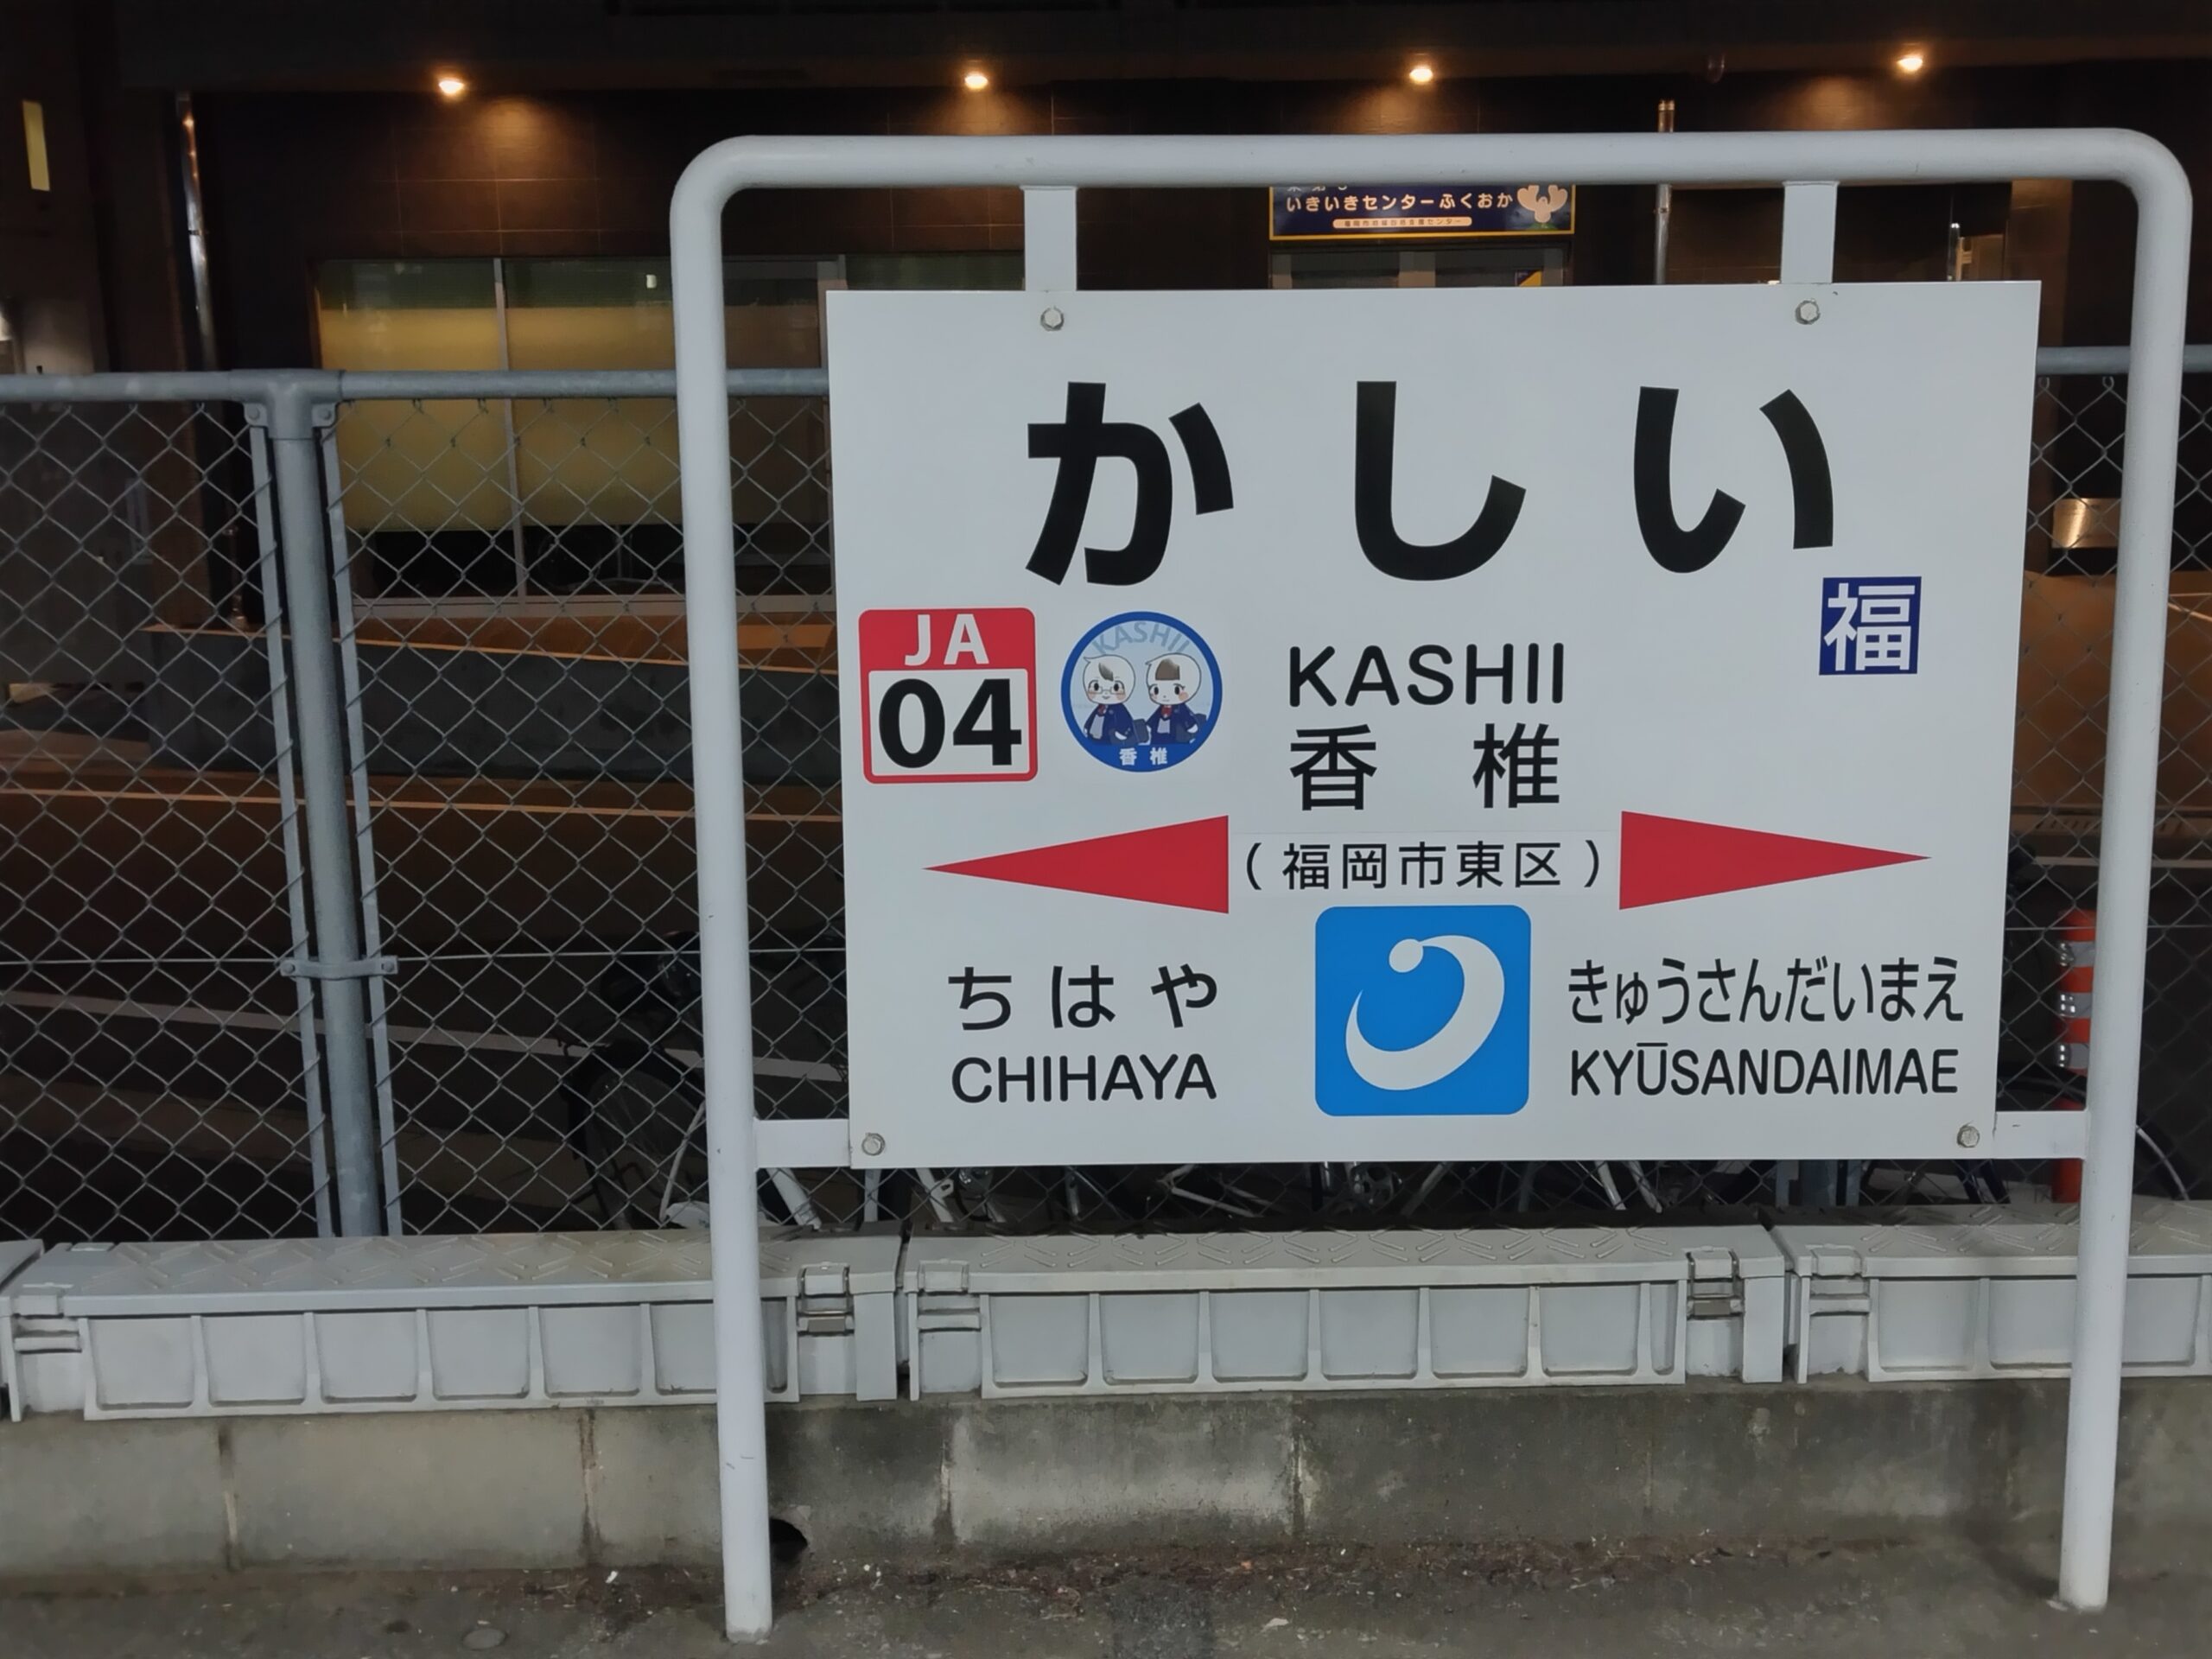 いきいきセンターふくおか
かしい
福
JA
04
KASHII
香椎
KASHII
香椎
(福岡市東区)
ちはや
CHIHAYA
きゅうさんだいまえ
KYŪSANDAIMAE